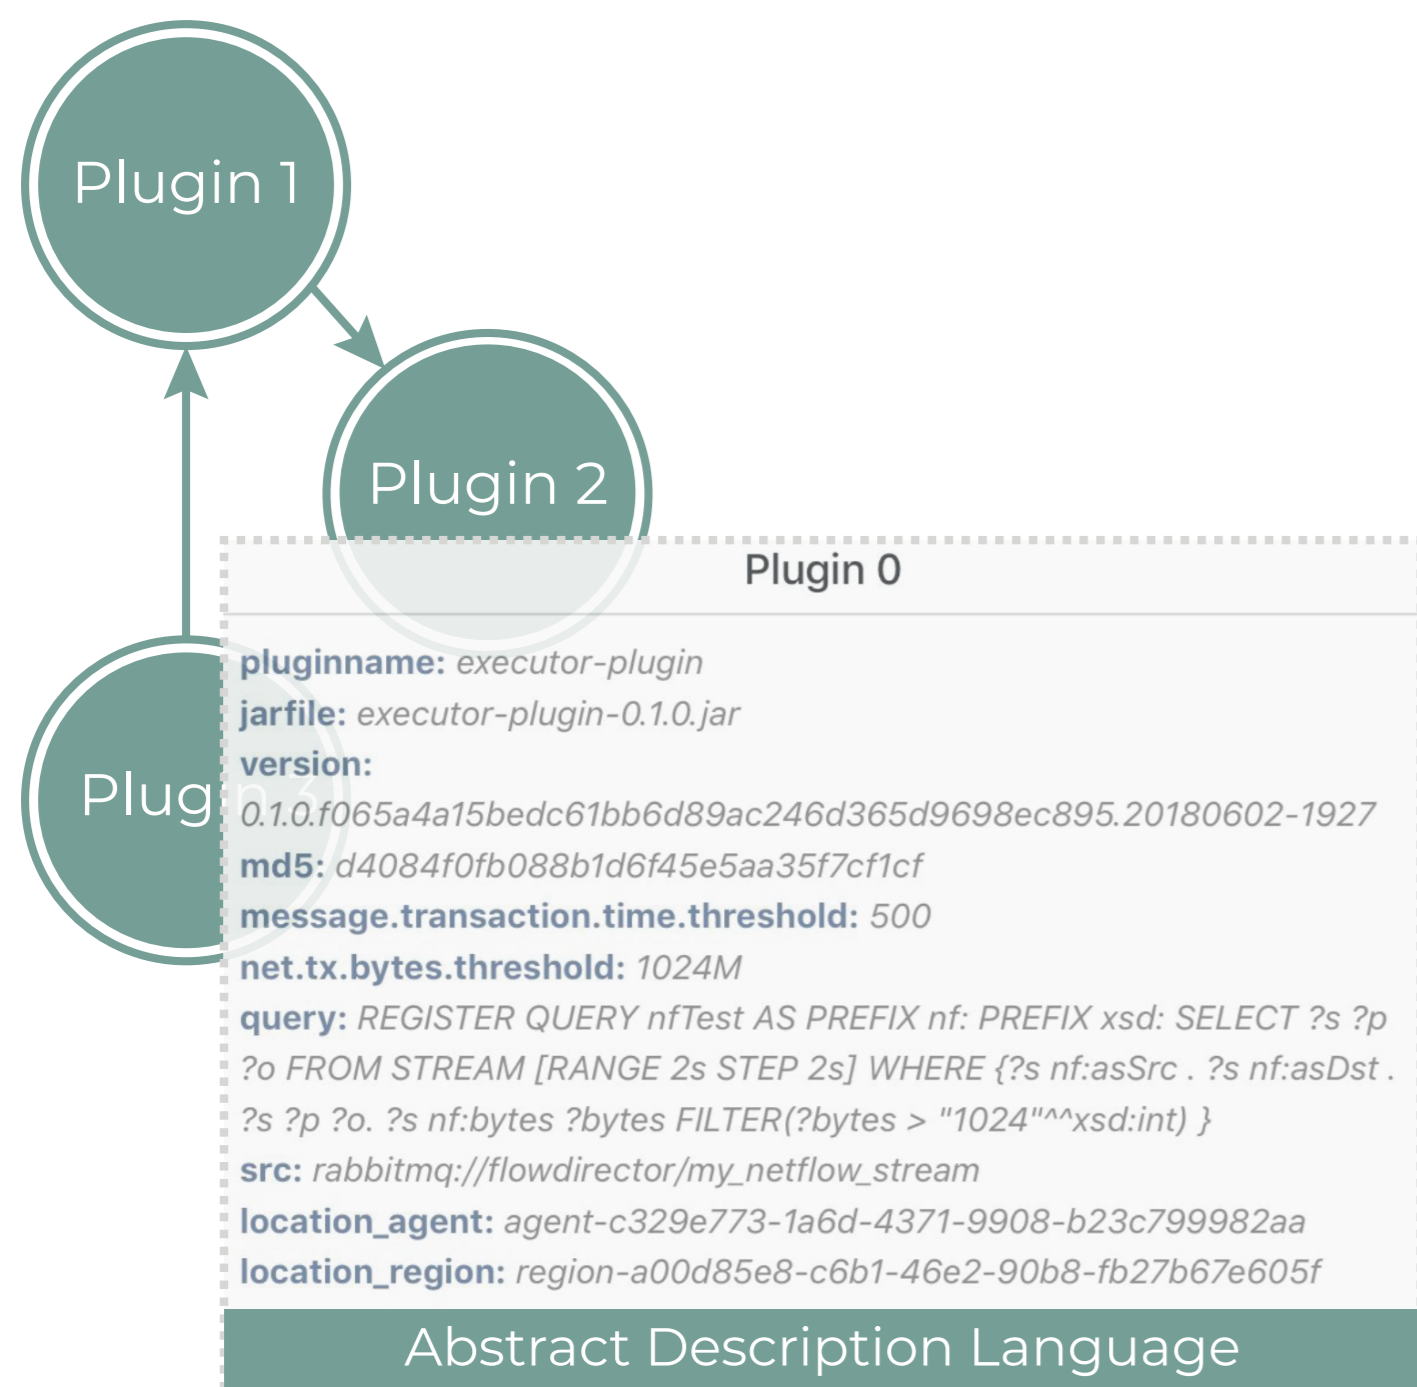 Plugin 1
Plugin 2
Plugin 3
Plugin 0
pluginname: executor-plugin
jarfile: executor-plugin-0.1.0.jar
version:
0.1.0.f065a4a15bedc61bb6d89ac246d365d9698ec895.20180602-1927
md5: d4084f0fb088b1d6f45e5aa35f7cf1cf
message.transaction.time.threshold: 500
net.tx.bytes.threshold: 1024M
query: REGISTER QUERY nfTest AS PREFIX nf: PREFIX xsd: SELECT ?s ?p
?o FROM STREAM [RANGE 2s STEP 2s] WHERE {?s nf:asSrc . ?s nf:asDst .
?s ?p ?o. ?s nf:bytes ?bytes FILTER(?bytes > "1024"^^xsd:int) }
src: rabbitmq://flowdirector/my_netflow_stream
location_agent: agent-c329e773-1a6d-4371-9908-b23c799982aa
location_region: region-a00d85e8-c6b1-46e2-90b8-fb27b67e605f
Abstract Description Language